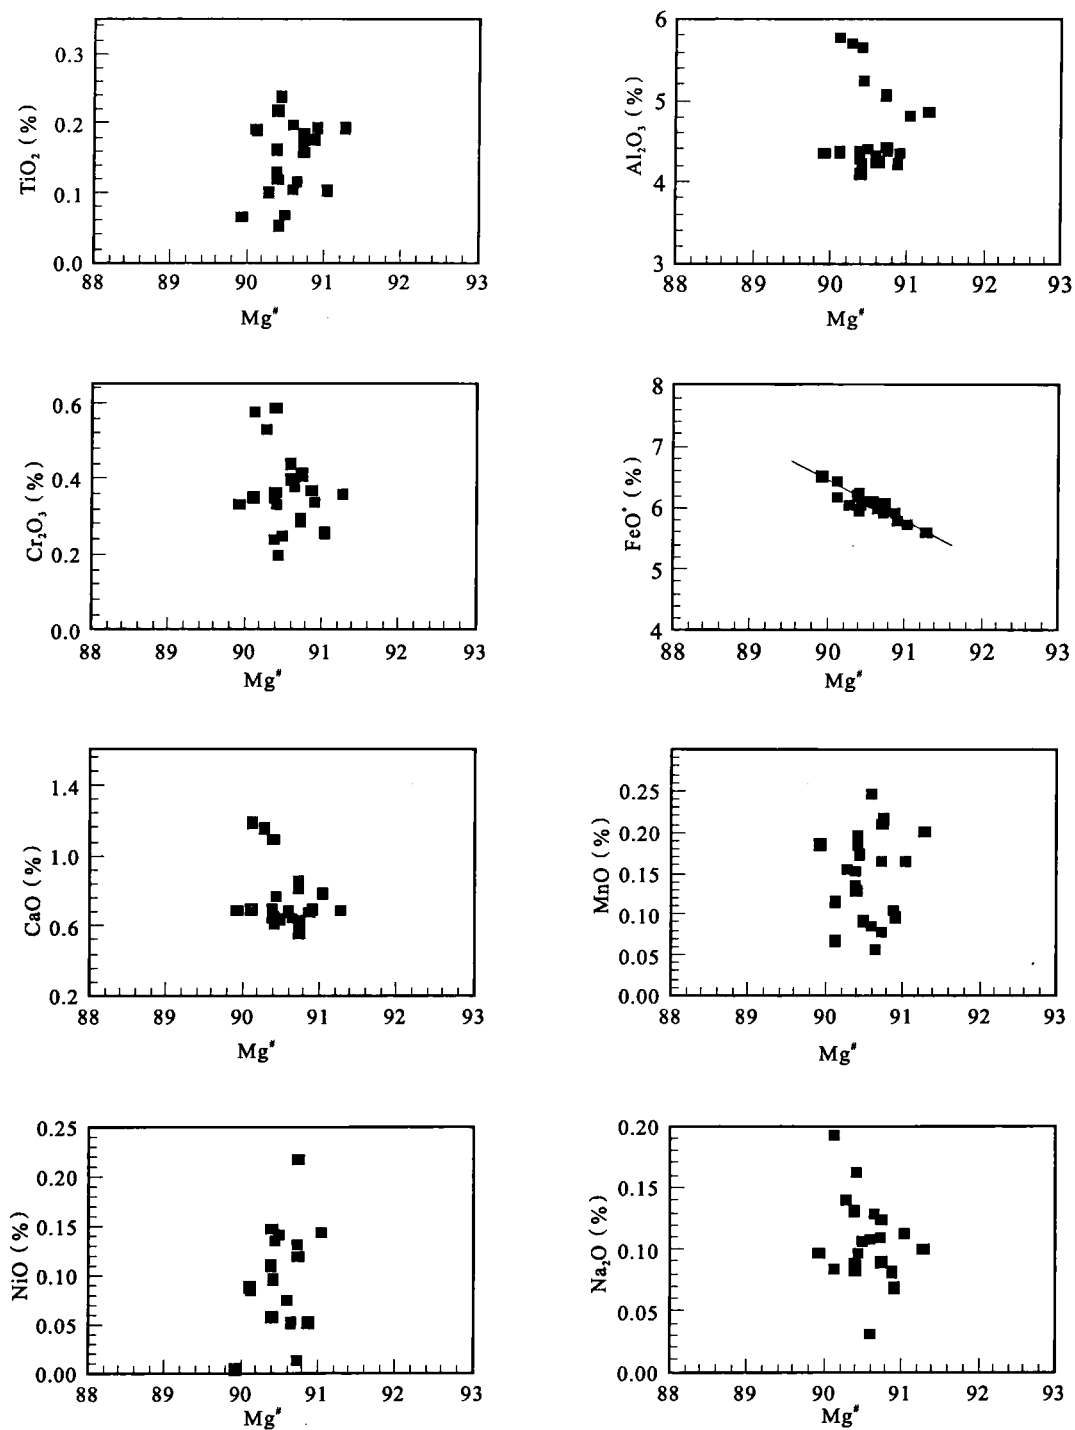 TiO₂ (%)
0.3
0.2
0.1
0.0
88 89 90 91 92 93
Mg#
Al₂O₃ (%)
6
5
4
3
88 89 90 91 92 93
Mg#
Cr₂O₃ (%)
0.6
0.4
0.2
0.0
88 89 90 91 92 93
Mg#
FeO* (%)
8
7
6
5
4
88 89 90 91 92 93
Mg#
CaO (%)
1.4
1.0
0.6
0.2
88 89 90 91 92 93
Mg#
MnO (%)
0.25
0.20
0.15
0.10
0.05
0.00
88 89 90 91 92 93
Mg#
NiO (%)
0.25
0.20
0.15
0.10
0.05
0.00
88 89 90 91 92 93
Mg#
Na₂O (%)
0.20
0.15
0.10
0.05
0.00
88 89 90 91 92 93
Mg#